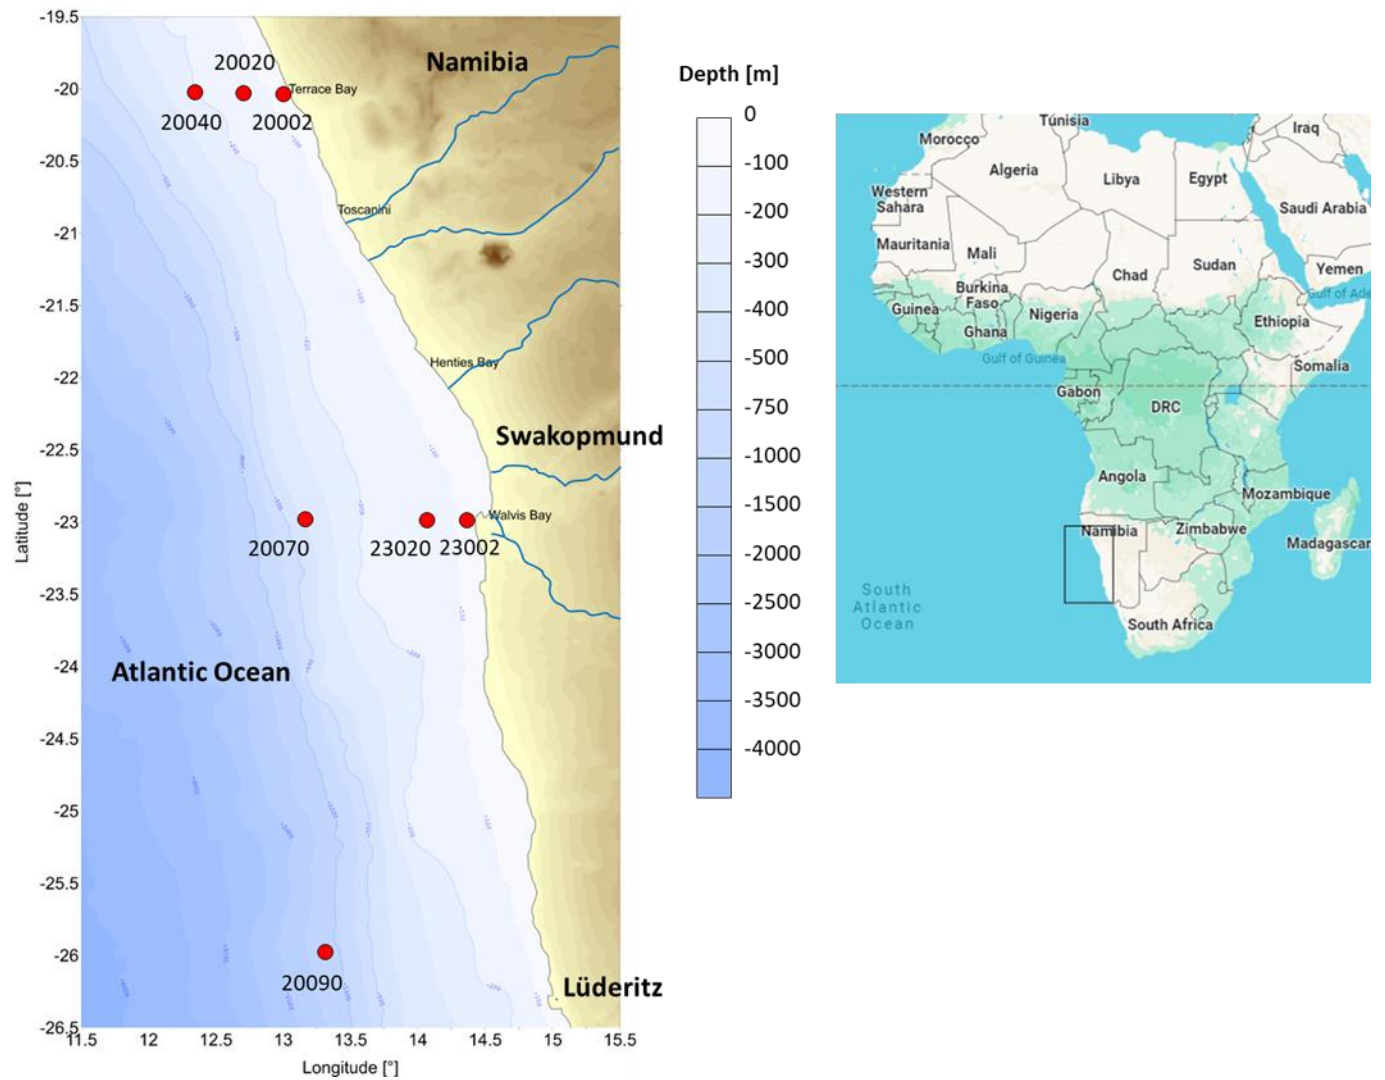 -19.5
-20
-20.5
-21
-21.5
-22
-22.5
-23
-23.5
-24
-24.5
-25
-25.5
-26
-26.5
Latitude [°]
11.5
12
12.5
13
13.5
14
14.5
15
15.5
Longitude [°]
Namibia
20020
Terrace Bay
20040
20002
Toscanini
Henties Bay
Swakopmund
Walvis Bay
20070
23020
23002
Atlantic Ocean
20090
Lüderitz
Depth [m]
0
-100
-200
-300
-400
-500
-750
-1000
-1500
-2000
-2500
-3000
-3500
-4000
Tunisia
Morocco
Iraq
Algeria
Libya
Egypt
Western
Sahara
Saudi Arabia
Mauritania
Mali
Chad
Sudan
Yemen
Burkina
Faso
Gulf of Ade
Guinea
Nigeria
Ethiopia
Ghana
Gulf of Guinea
Somalia
Gabon
DRC
Angola
Mozambique
Namibia
Zimbabwe
Madagascar
South
Atlantic
Ocean
South Africa